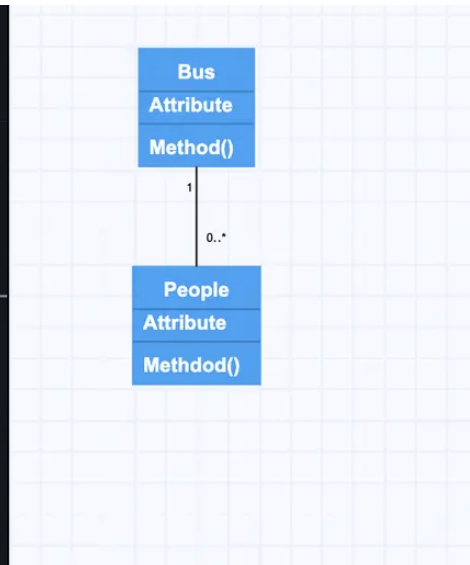 Bus
Attribute
Method()
1
0..*
People
Attribute
Methdod()